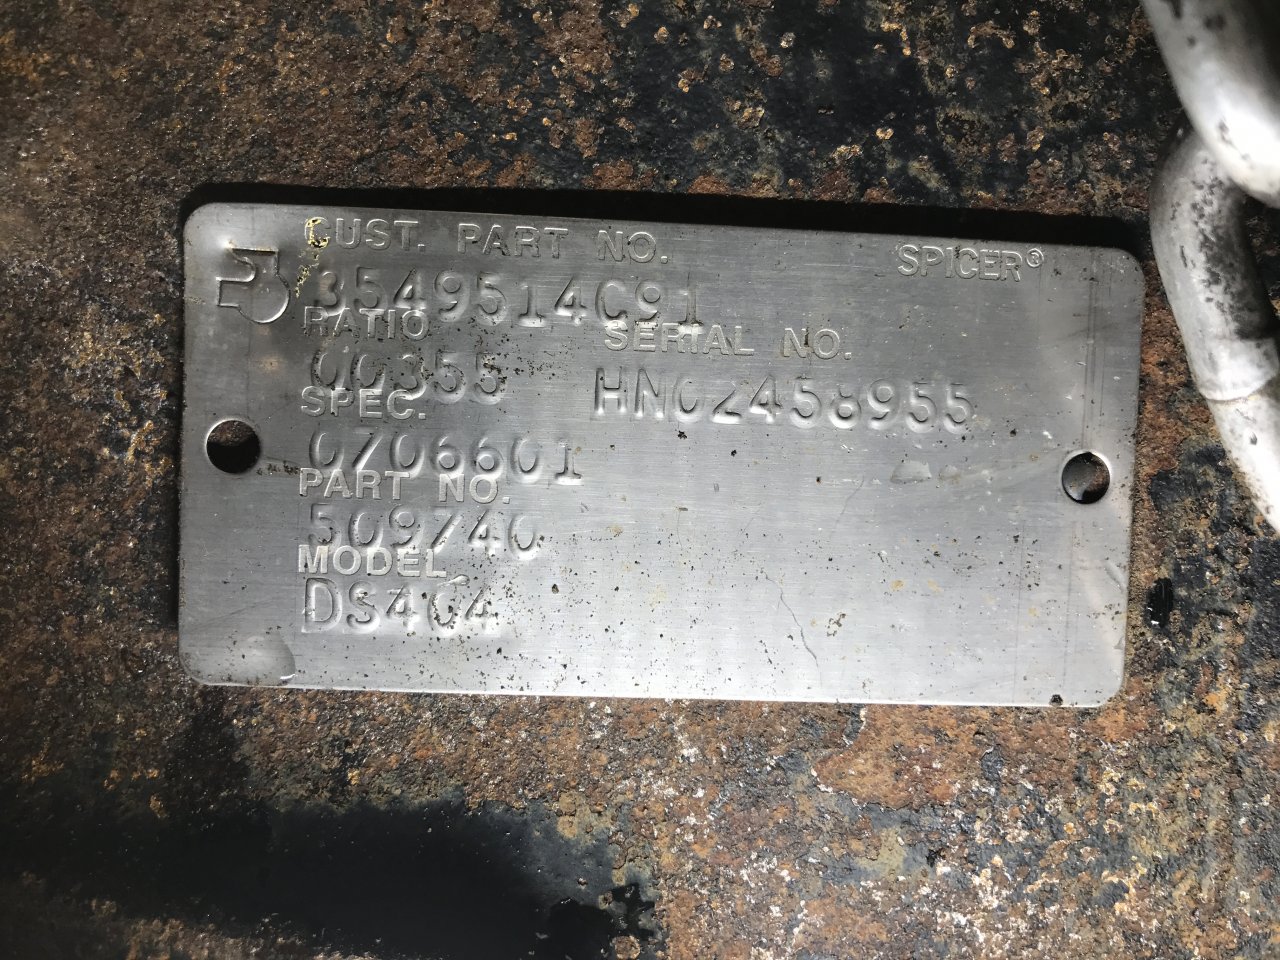 CUST. PART NO. SPICER®
3549514C91
RATIO SERIAL NO.
00355 HN02458955
SPEC.
0706601
PART NO.
509740
MODEL
DS404